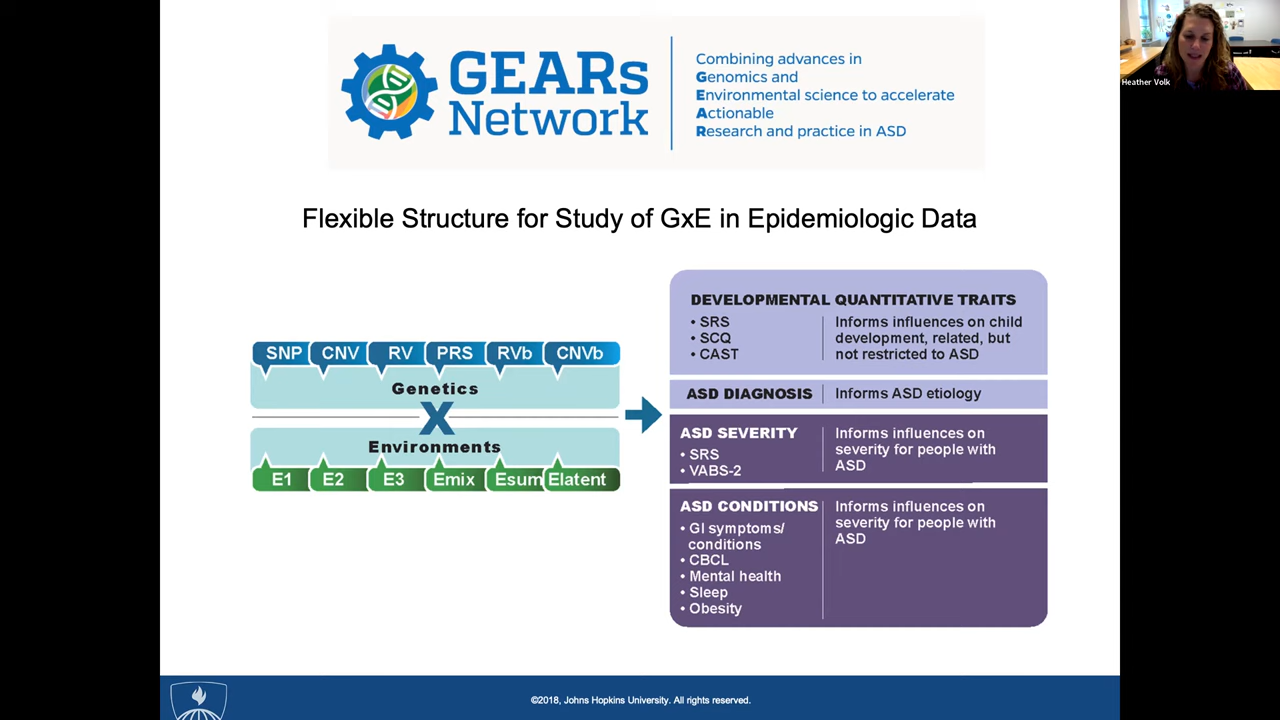 GEARs
Network
Combining advances in
Genomics and
Environmental science to accelerate
Actionable
Research and practice in ASD
Heather Volk
Flexible Structure for Study of GxE in Epidemiologic Data
SNP CNV RV PRS RVb CNVb
Genetics
X
Environments
E1 E2 E3 Emix Esum Elatent
DEVELOPMENTAL QUANTITATIVE TRAITS
• SRS
• SCQ
• CAST
Informs influences on child
development, related, but
not restricted to ASD
ASD DIAGNOSIS
Informs ASD etiology
ASD SEVERITY
• SRS
• VABS-2
Informs influences on
severity for people with
ASD
ASD CONDITIONS
• GI symptoms/
conditions
• CBCL
• Mental health
• Sleep
• Obesity
Informs influences on
severity for people with
ASD
©2018, Johns Hopkins University. All rights reserved.